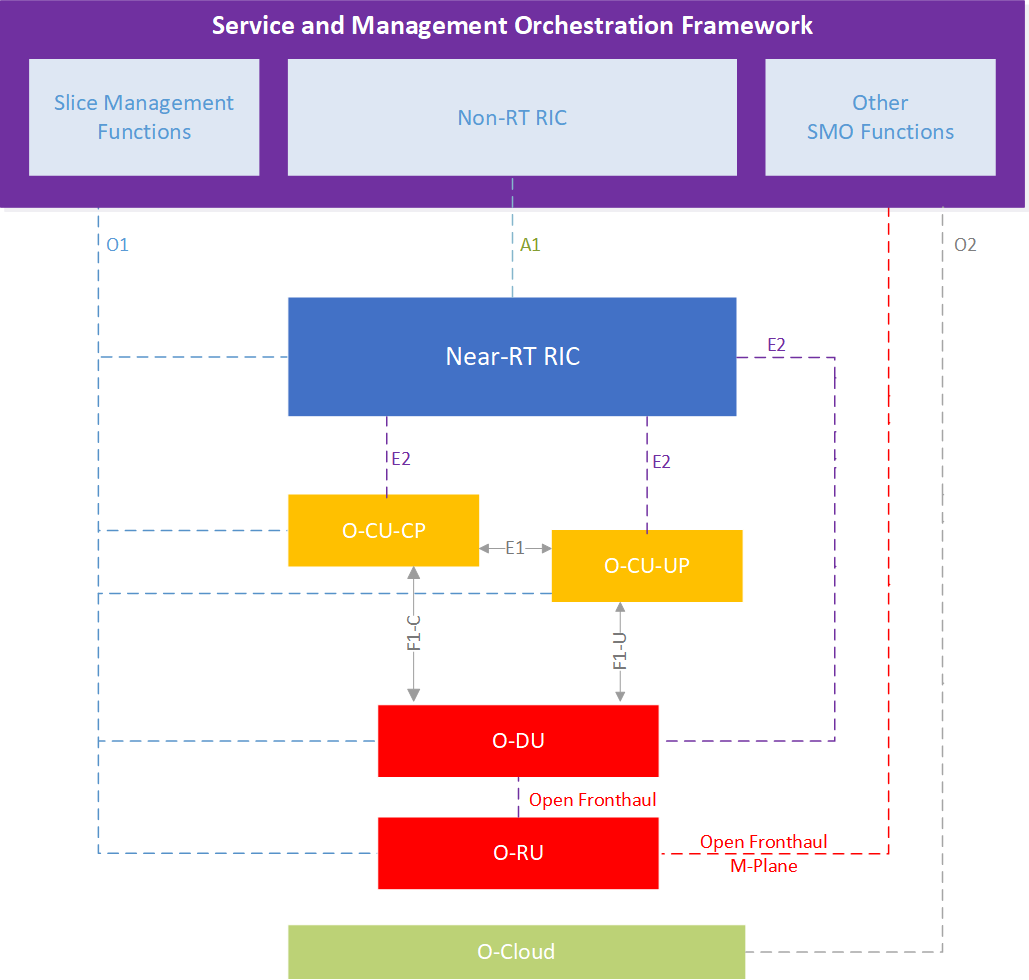 Service and Management Orchestration Framework
Slice Management
Functions
Non-RT RIC
Other
SMO Functions
O1
A1
O2
Near-RT RIC
E2
E2
E2
O-CU-CP
E1
O-CU-UP
F1-C
F1-U
O-DU
Open Fronthaul
O-RU
Open Fronthaul
M-Plane
O-Cloud